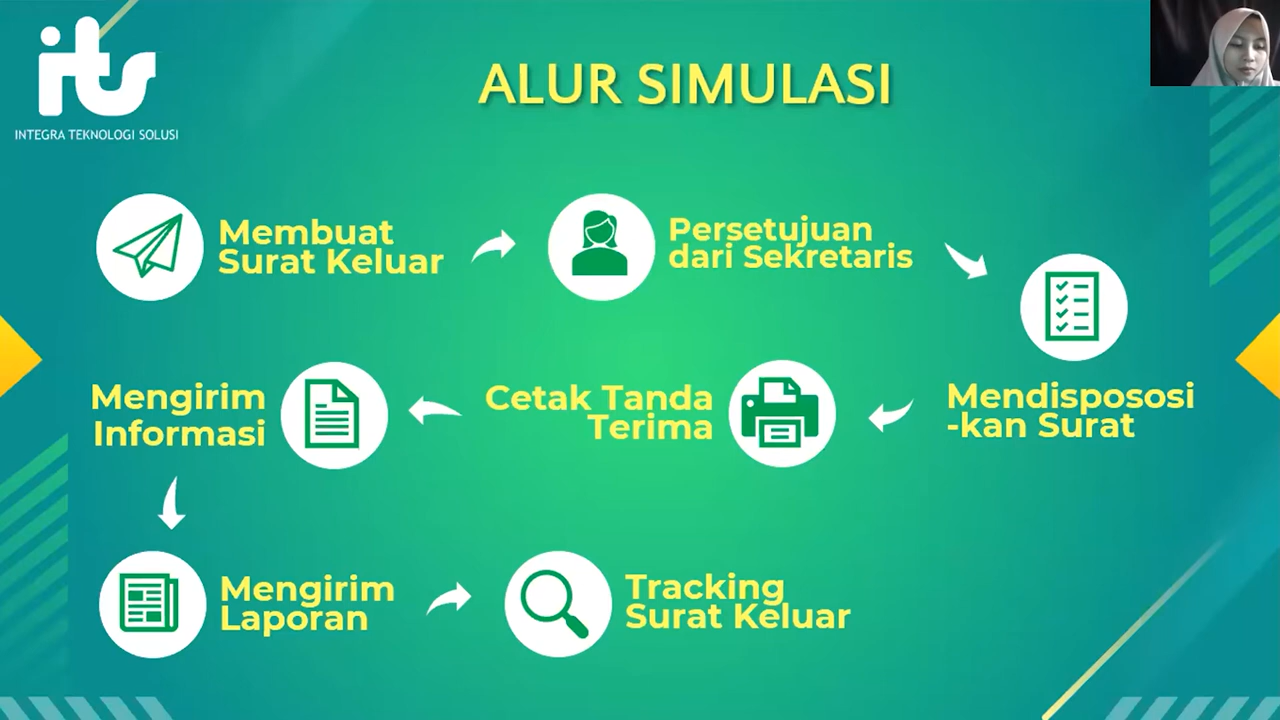 its
INTEGRA TEKNOLOGI SOLUSI
ALUR SIMULASI
Membuat
Surat Keluar
Persetujuan
dari Sekretaris
Mendispososi
-kan Surat
Cetak Tanda
Terima
Mengirim
Informasi
Mengirim
Laporan
Tracking
Surat Keluar